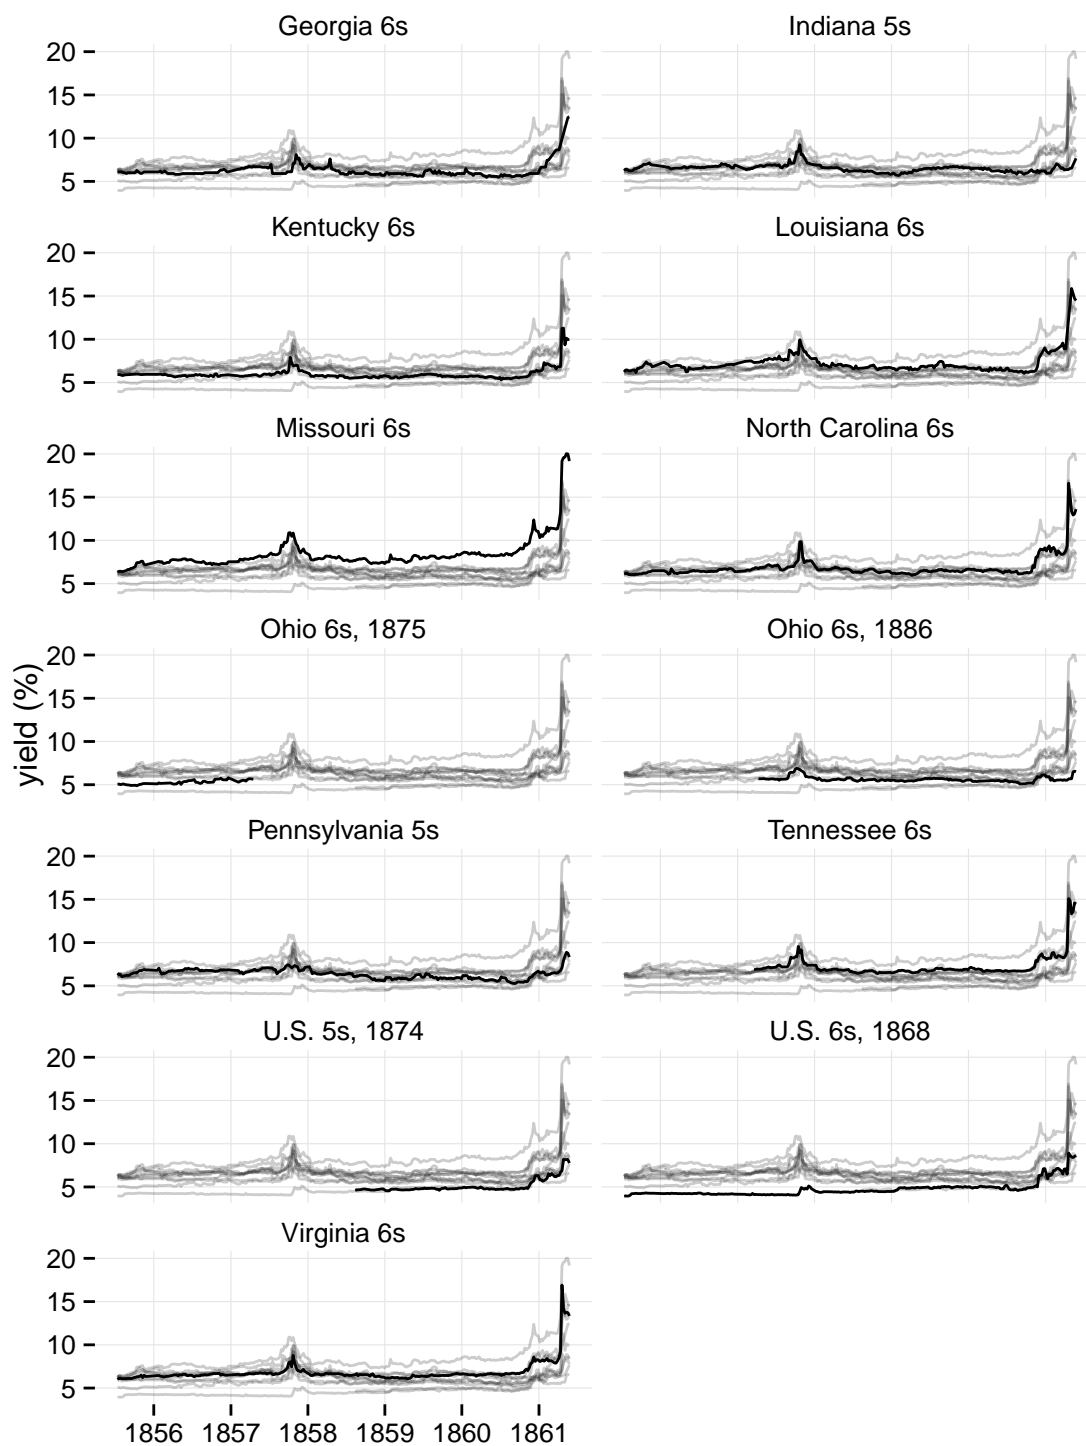 Georgia 6s
Indiana 5s
20
15
10
5
Kentucky 6s
Louisiana 6s
20
15
10
5
Missouri 6s
North Carolina 6s
20
15
10
5
Ohio 6s, 1875
Ohio 6s, 1886
20
15
10
5
yield (%)
Pennsylvania 5s
Tennessee 6s
20
15
10
5
U.S. 5s, 1874
U.S. 6s, 1868
20
15
10
5
Virginia 6s
20
15
10
5
1856 1857 1858 1859 1860 1861